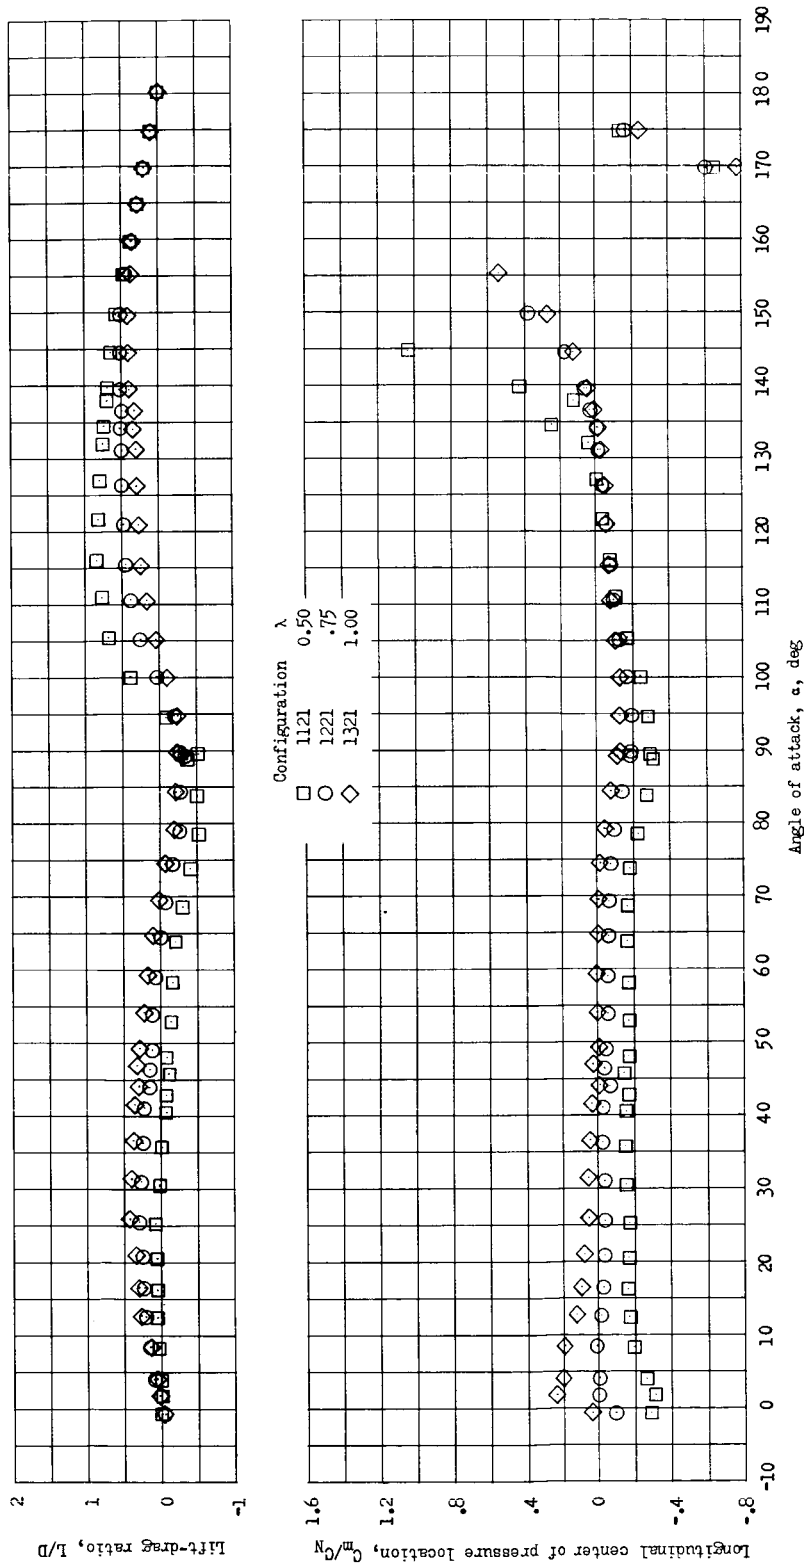 2
1
0
-1
Lift-drag ratio, L/D
Configuration λ
1121 0.50
1221 .75
1321 1.00
1.6
1.2
.8
.4
0
-.4
-.8
Longitudinal center of pressure location, Cm/CN
-10 0 10 20 30 40 50 60 70 80 90 100 110 120 130 140 150 160 170 180 190
Angle of attack, α, deg